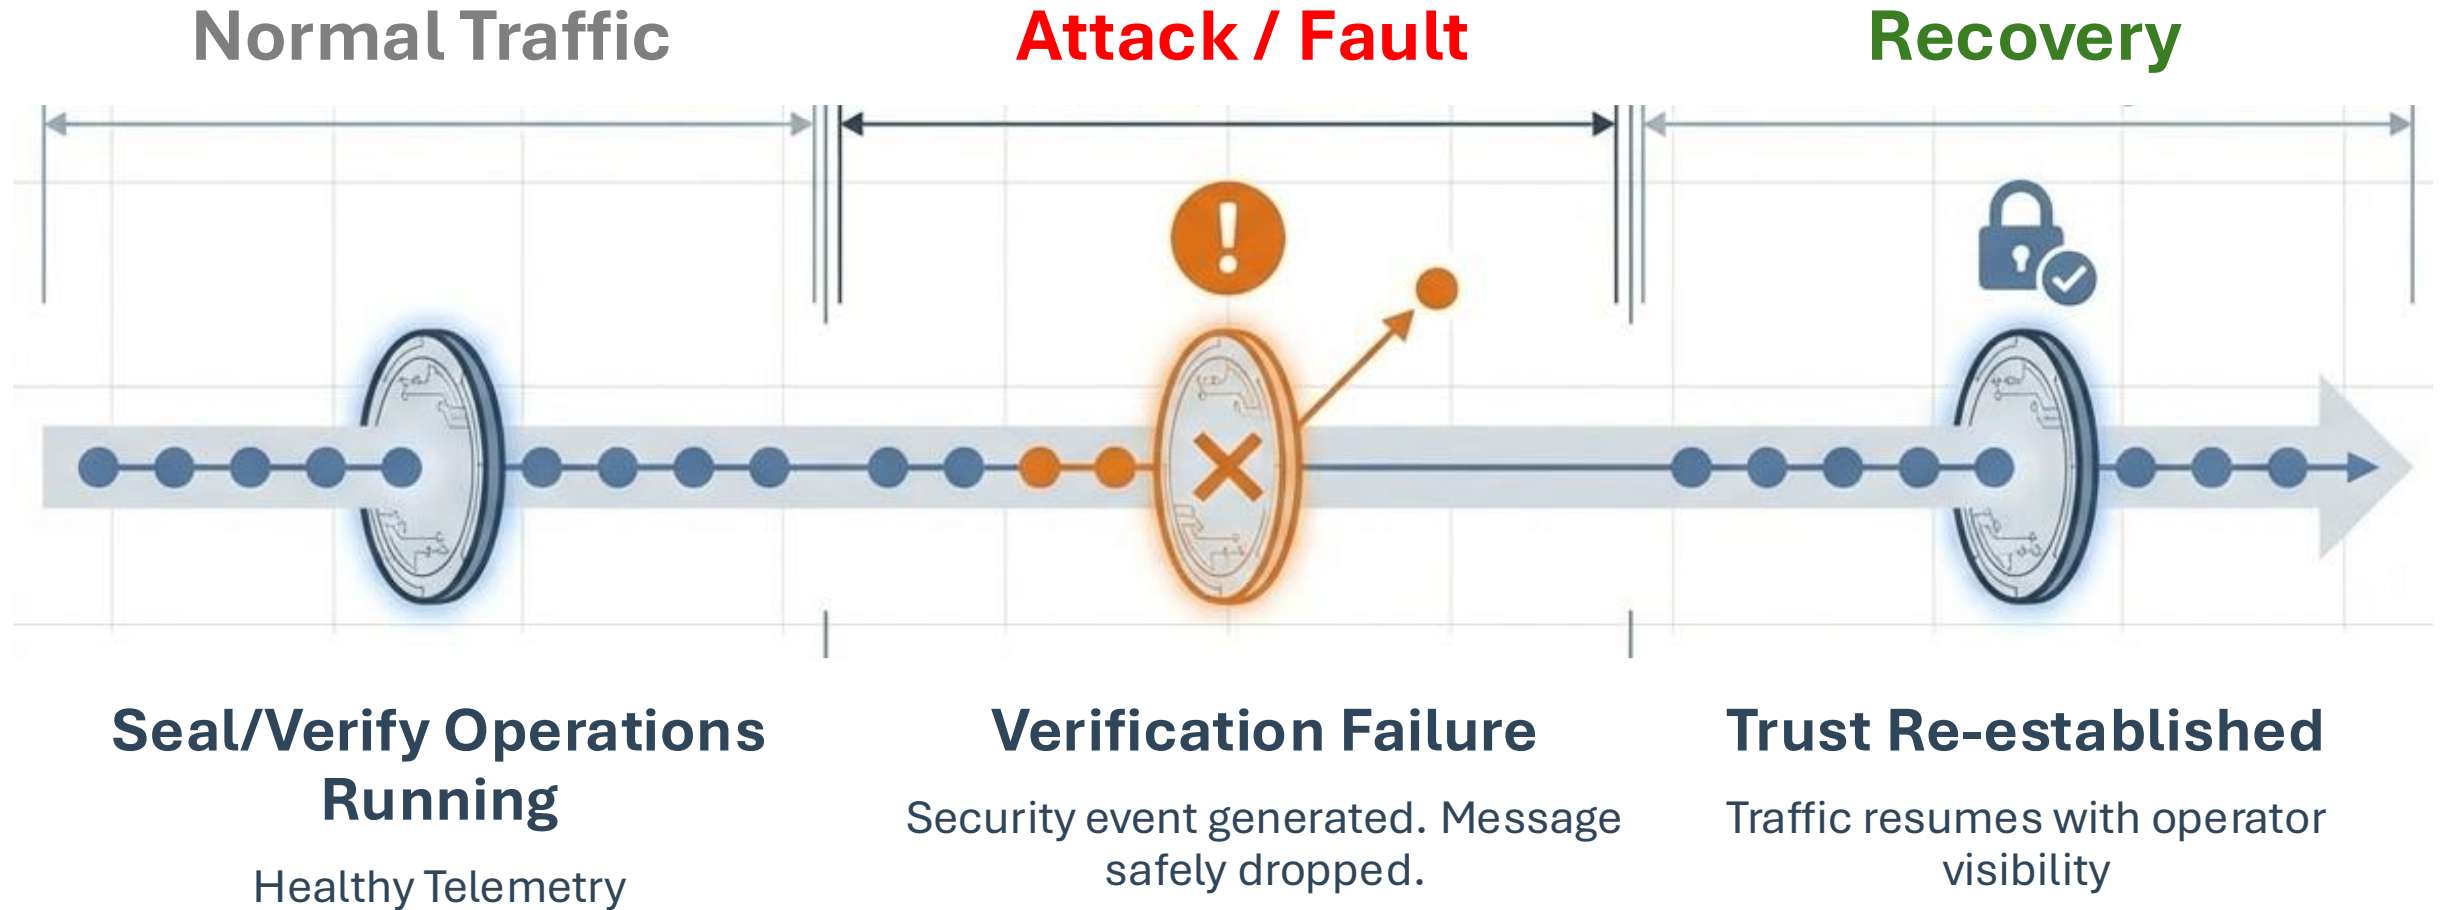 Normal Traffic
Attack / Fault
Recovery
Seal/Verify Operations
Running
Healthy Telemetry
Verification Failure
Security event generated. Message
safely dropped.
Trust Re-established
Traffic resumes with operator
visibility